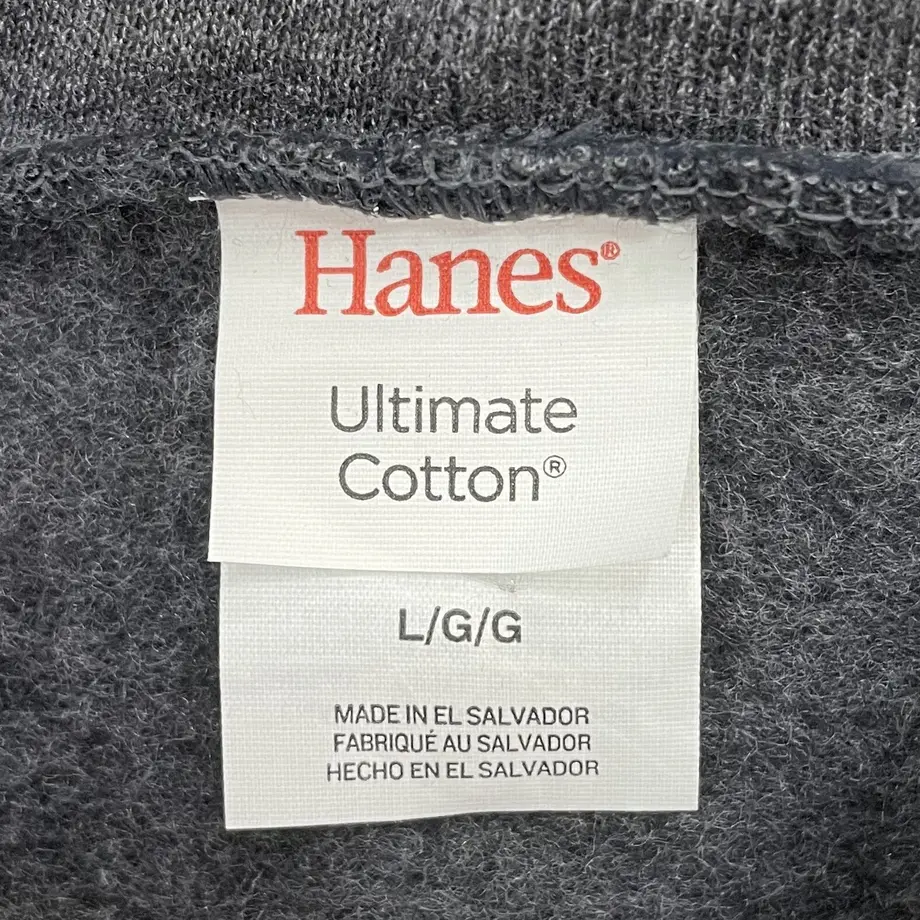 Hanes®
Ultimate
Cotton®
L/G/G
MADE IN EL SALVADOR
FABRIQUÉ AU SALVADOR
HECHO EN EL SALVADOR